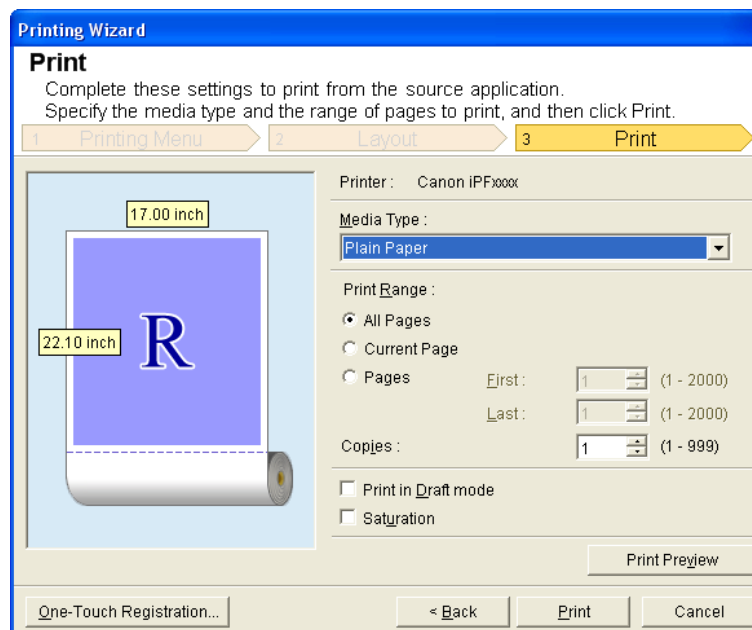 Printing Wizard
Print
Complete these settings to print from the source application.
Specify the media type and the range of pages to print, and then click Print.
1 Printing Menu 2 Layout 3 Print
Printer : Canon iPFxxxx
17.00 inch
Media Type :
Plain Paper
Print Range :
All Pages
R
22.10 inch
Current Page
Pages First : 1 (1 - 2000)
Last : 1 (1 - 2000)
Copies : 1 (1 - 999)
Print in Draft mode
Saturation
Print Preview
One-Touch Registration... < Back Print Cancel